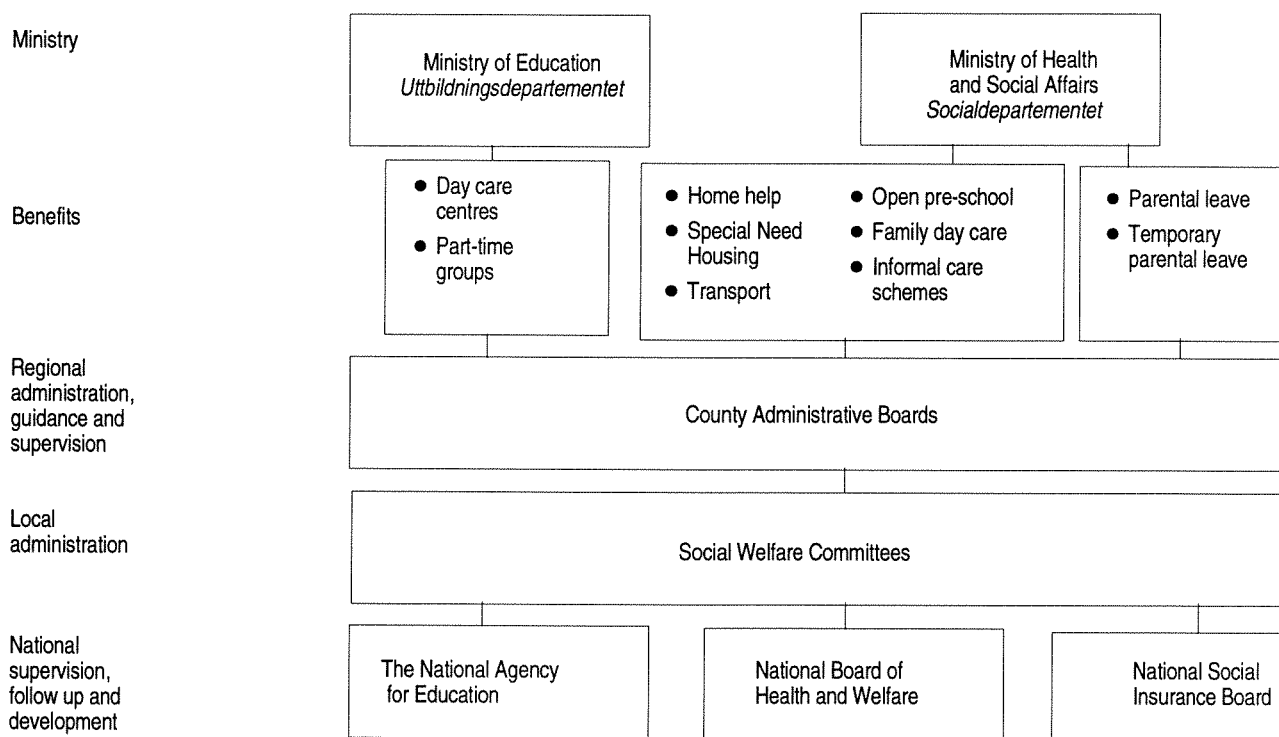 Ministry
Ministry of Education
Uttbildningsdepartementet
Ministry of Health
and Social Affairs
Socialdepartementet
Benefits
● Day care
centres
● Part-time
groups
● Home help
● Special Need
Housing
● Transport
● Open pre-school
● Family day care
● Informal care
schemes
● Parental leave
● Temporary
parental leave
Regional
administration,
guidance and
supervision
County Administrative Boards
Local
administration
Social Welfare Committees
National
supervision,
follow up and
development
The National Agency
for Education
National Board of
Health and Welfare
National Social
Insurance Board